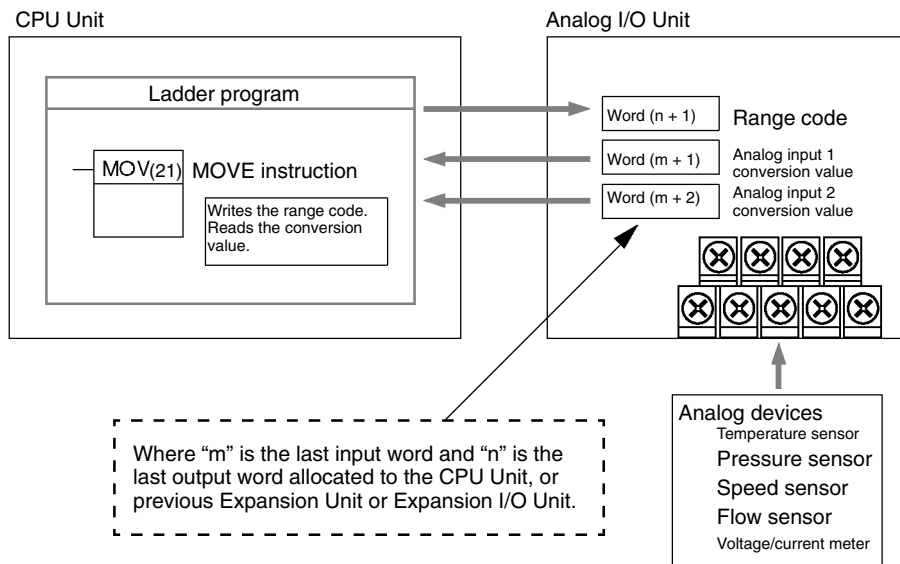 CPU Unit
Analog I/O Unit
Ladder program
MOV(21)
MOVE instruction
Writes the range code.
Reads the conversion
value.
Word (n + 1)
Range code
Word (m + 1)
Analog input 1
conversion value
Word (m + 2)
Analog input 2
conversion value
Where “m” is the last input word and “n” is the
last output word allocated to the CPU Unit, or
previous Expansion Unit or Expansion I/O Unit.
Analog devices
Temperature sensor
Pressure sensor
Speed sensor
Flow sensor
Voltage/current meter